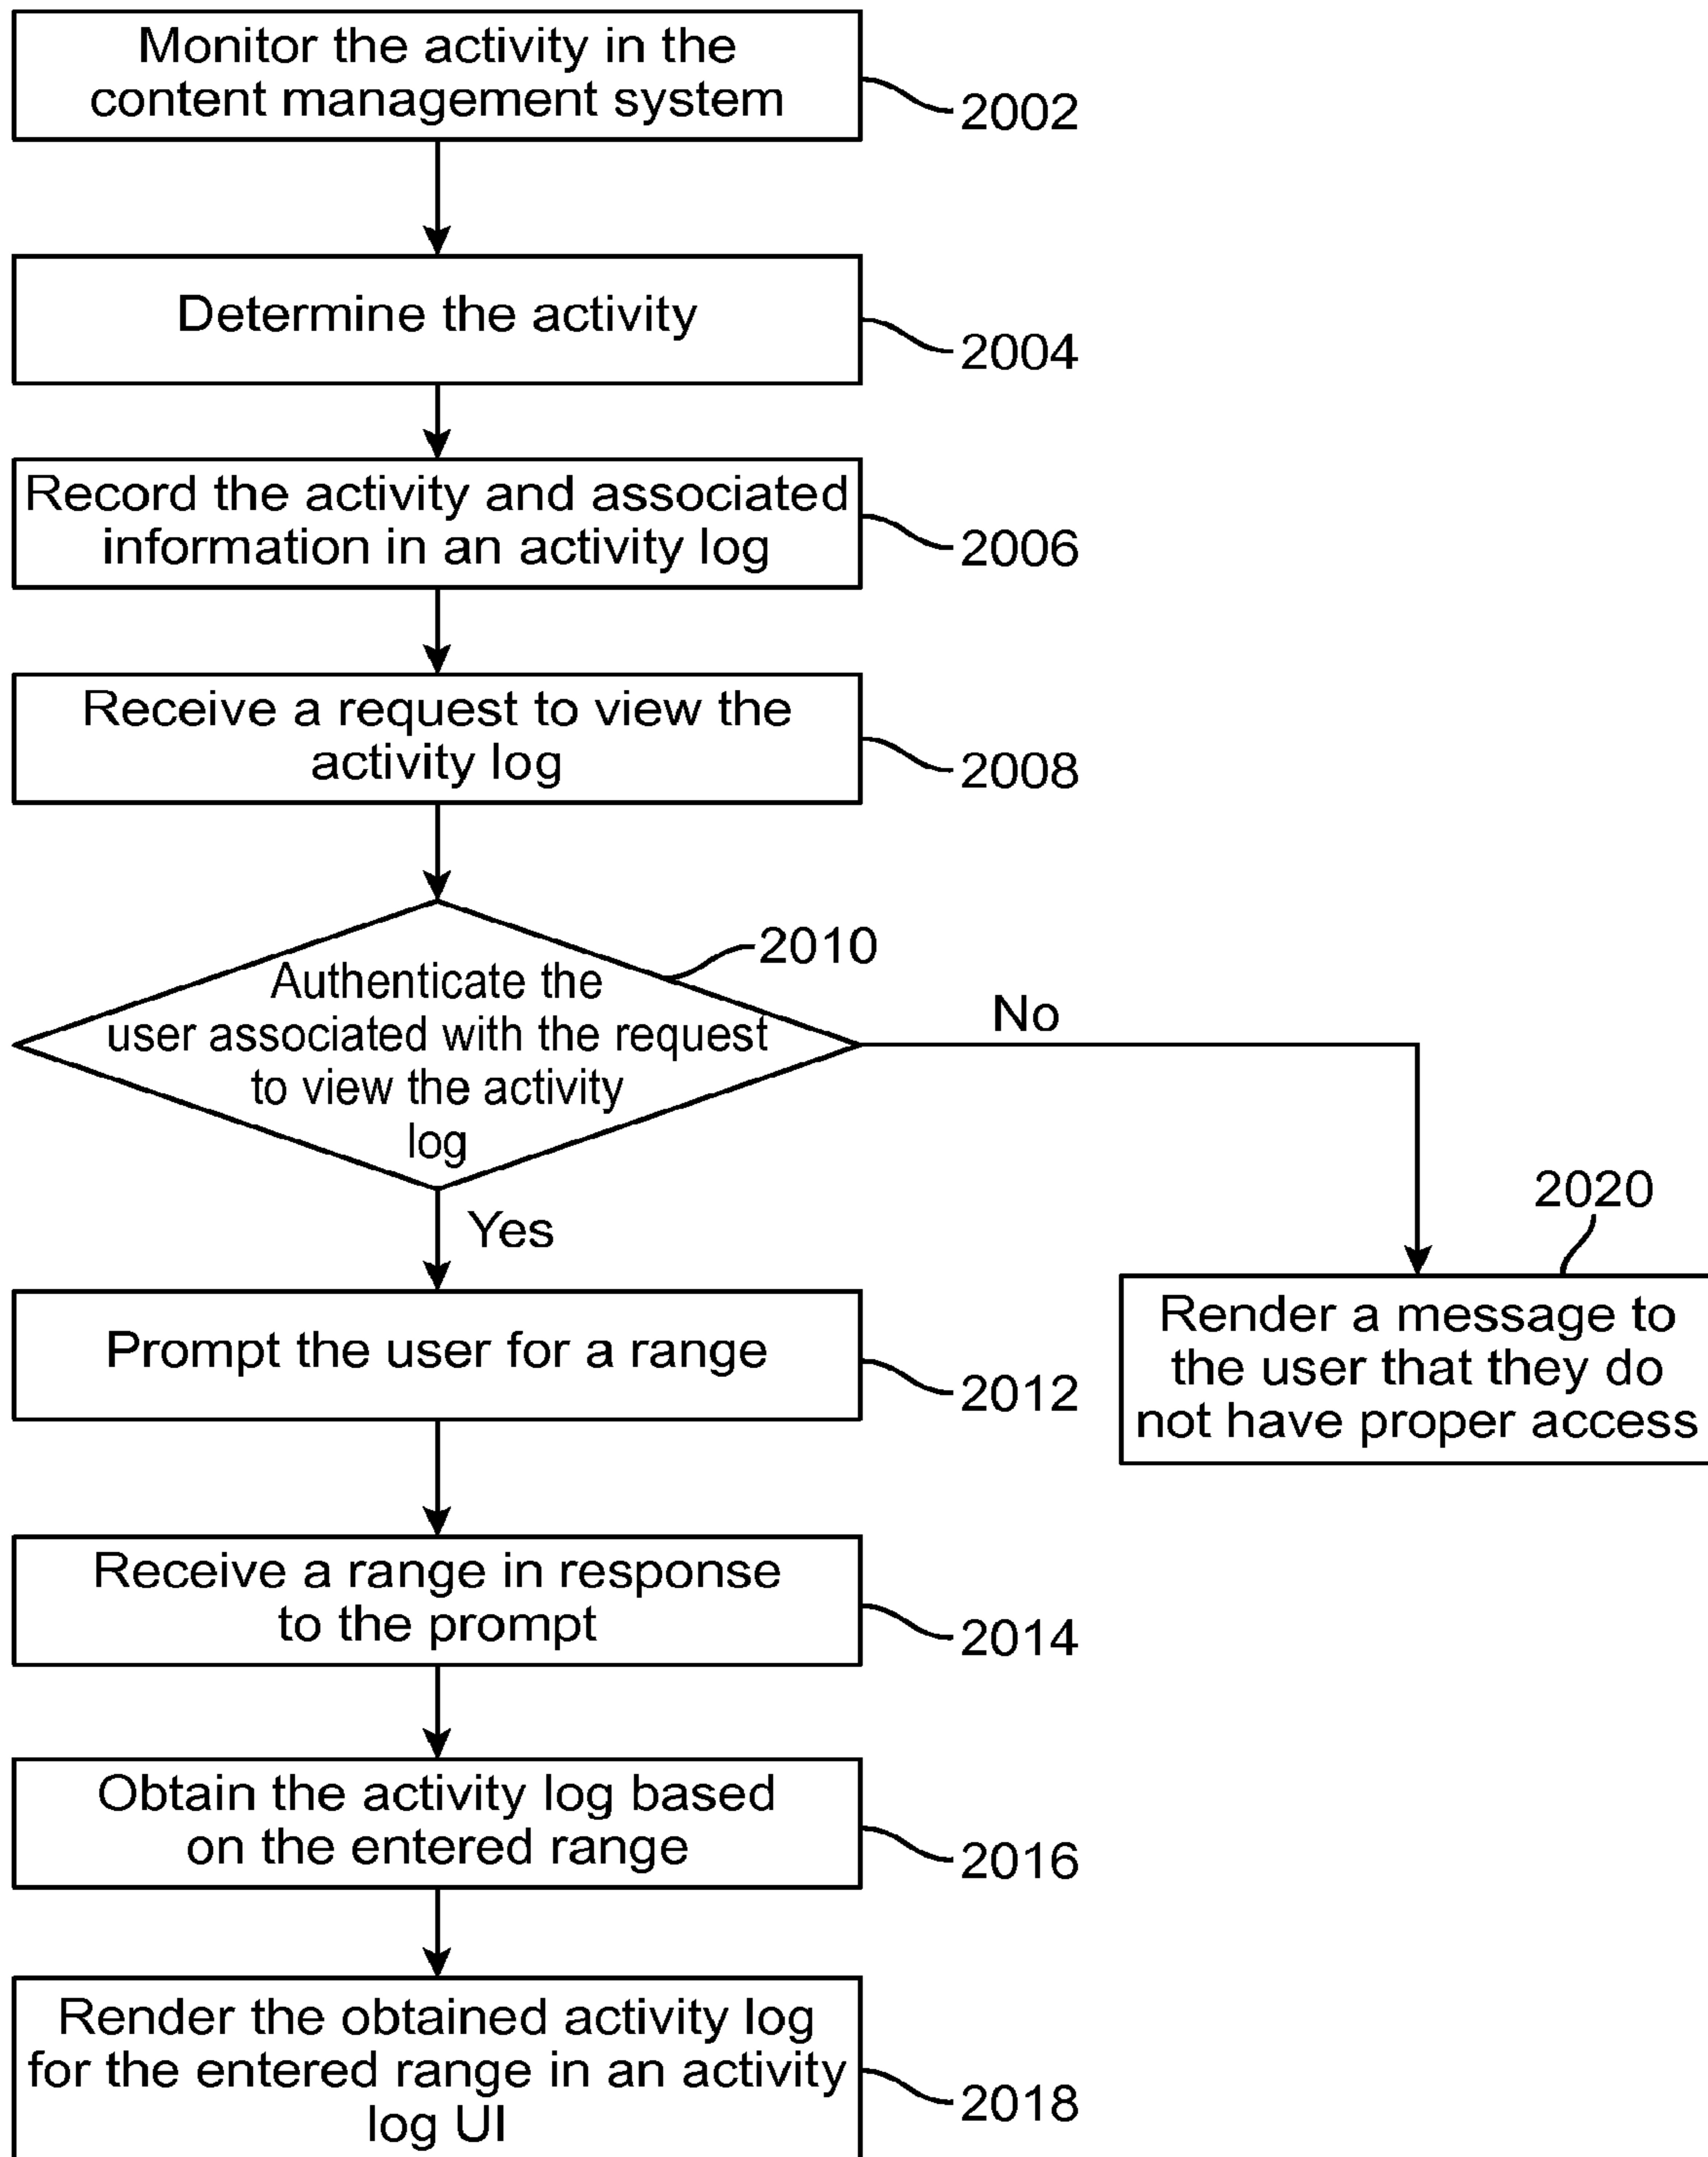 Monitor the activity in the
content management system
2002
Determine the activity
2004
Record the activity and associated
information in an activity log
2006
Receive a request to view the
activity log
2008
2010
Authenticate the
user associated with the request
to view the activity
log
No
Yes
2020
Render a message to
the user that they do
not have proper access
Prompt the user for a range
2012
Receive a range in response
to the prompt
2014
Obtain the activity log based
on the entered range
2016
Render the obtained activity log
for the entered range in an activity
log UI
2018